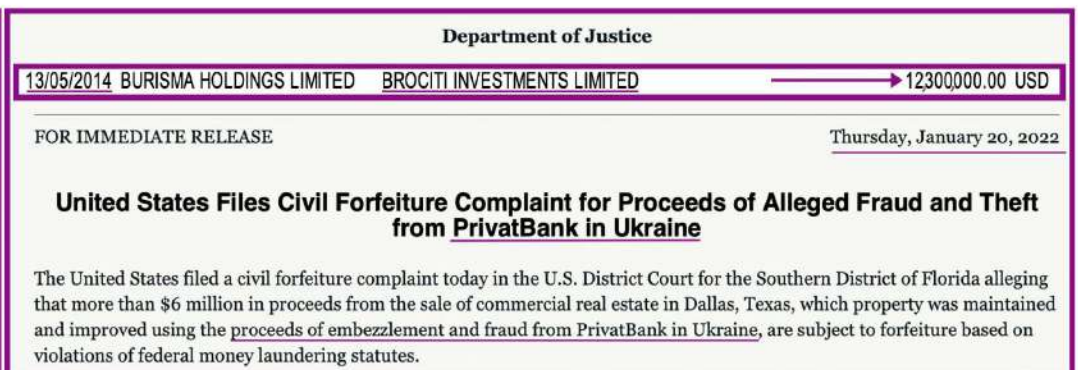 Department of Justice
13/05/2014 BURISMA HOLDINGS LIMITED BROCITI INVESTMENTS LIMITED 12,300,000.00 USD
FOR IMMEDIATE RELEASE Thursday, January 20, 2022
United States Files Civil Forfeiture Complaint for Proceeds of Alleged Fraud and Theft
from PrivatBank in Ukraine
The United States filed a civil forfeiture complaint today in the U.S. District Court for the Southern District of Florida alleging
that more than $6 million in proceeds from the sale of commercial real estate in Dallas, Texas, which property was maintained
and improved using the proceeds of embezzlement and fraud from PrivatBank in Ukraine, are subject to forfeiture based on
violations of federal money laundering statutes.